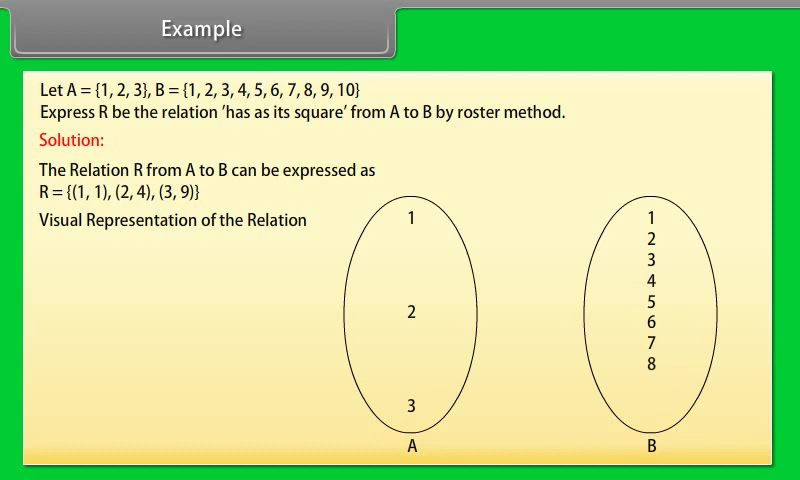 Example
Let A = {1, 2, 3}, B = {1, 2, 3, 4, 5, 6, 7, 8, 9, 10}
Express R be the relation ‘has as its square’ from A to B by roster method.
Solution:
The Relation R from A to B can be expressed as
R = {(1, 1), (2, 4), (3, 9)}
Visual Representation of the Relation
1
2
3
A
1
2
3
4
5
6
7
8
B